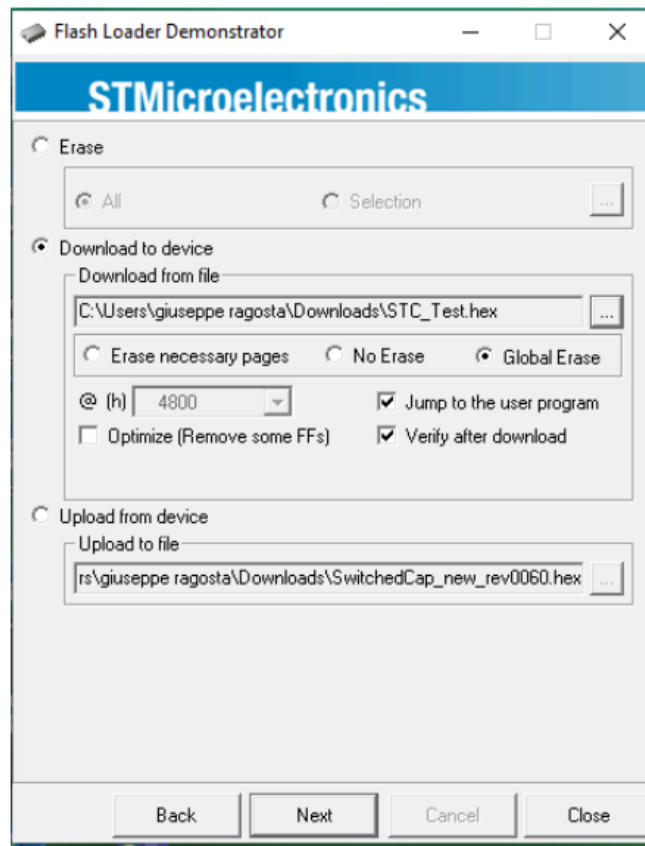 Flash Loader Demonstrator
STMicroelectronics
Erase
All Selection ...
Download to device
Download from file
C:\Users\giuseppe ragosta\Downloads\STC_Test.hex ...
Erase necessary pages No Erase Global Erase
@ (h) 4800 Jump to the user program
Optimize (Remove some FFs) Verify after download
Upload from device
Upload to file
rs\giuseppe ragosta\Downloads\SwitchedCap_new_rev0060.hex ...
Back Next Cancel Close